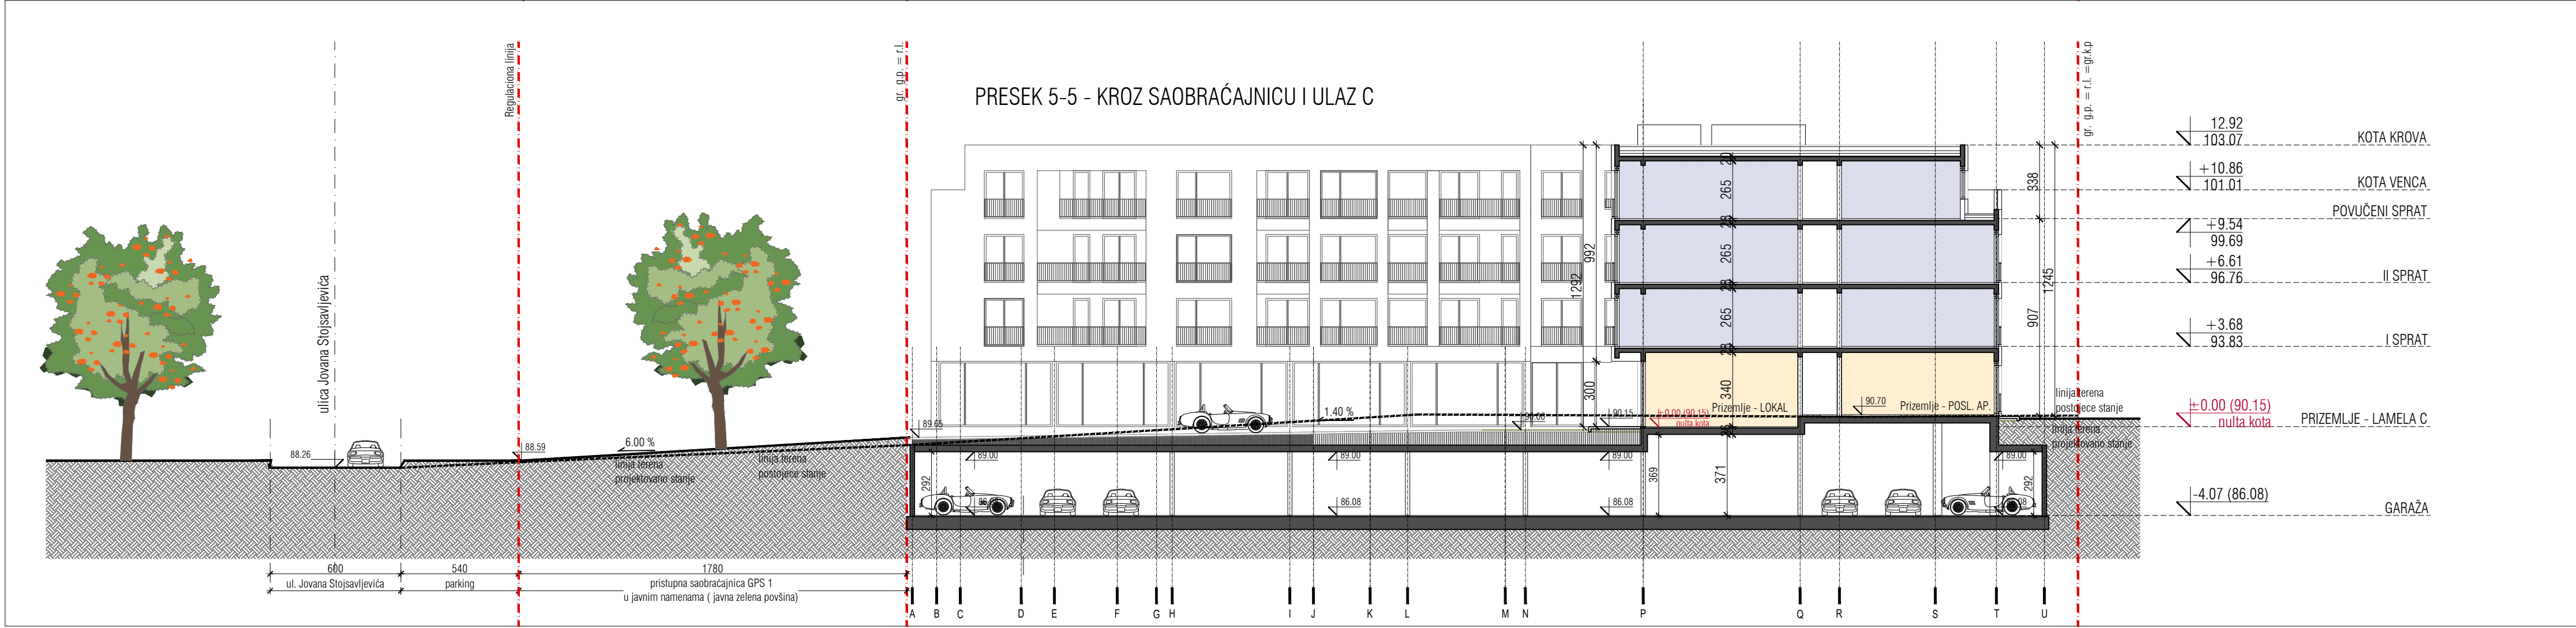 PRESEK 5-5 - KROZ SAOBRAĆAJNICU I ULAZ C
Regulaciona linija
gr. g.p. = r.l.
gr. g.p. = r.l. =gr.k.p
ulica Jovana Stojsavljevića
12.92
103.07
KOTA KROVA
+10.86
101.01
KOTA VENCA
POVUČENI SPRAT
+9.54
99.69
+6.61
96.76
II SPRAT
+3.68
93.83
I SPRAT
±0.00 (90.15)
nulta kota
PRIZEMLJE - LAMELA C
-4.07 (86.08)
GARAŽA
20
265
28
265
28
265
28
340
371
369
992
1292
300
338
907
1245
292
292
Prizemlje - LOKAL
Prizemlje - POSL. AP.
90.70
90.15
±0.00 (90.15)
nulta kota
1.40 %
89.65
89.00
89.00
89.00
89.00
86.08
86.08
88.26
88.59
6.00 %
linija terena
projektovano stanje
linija terena
postojece stanje
linija terena
postojece stanje
linija terena
projektovano stanje
600
540
1780
ul. Jovana Stojsavljevića
parking
pristupna saobraćajnica GPS 1
u javnim namenama ( javna zelena povšina)
A B C D E F G H I J K L M N P Q R S T U